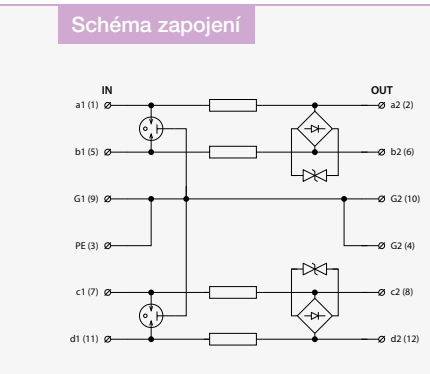 Schéma zapojení
IN OUT
a1 (1) a2 (2)
b1 (5) b2 (6)
G1 (9) G2 (10)
PE (3) G2 (4)
c1 (7) c2 (8)
d1 (11) d2 (12)